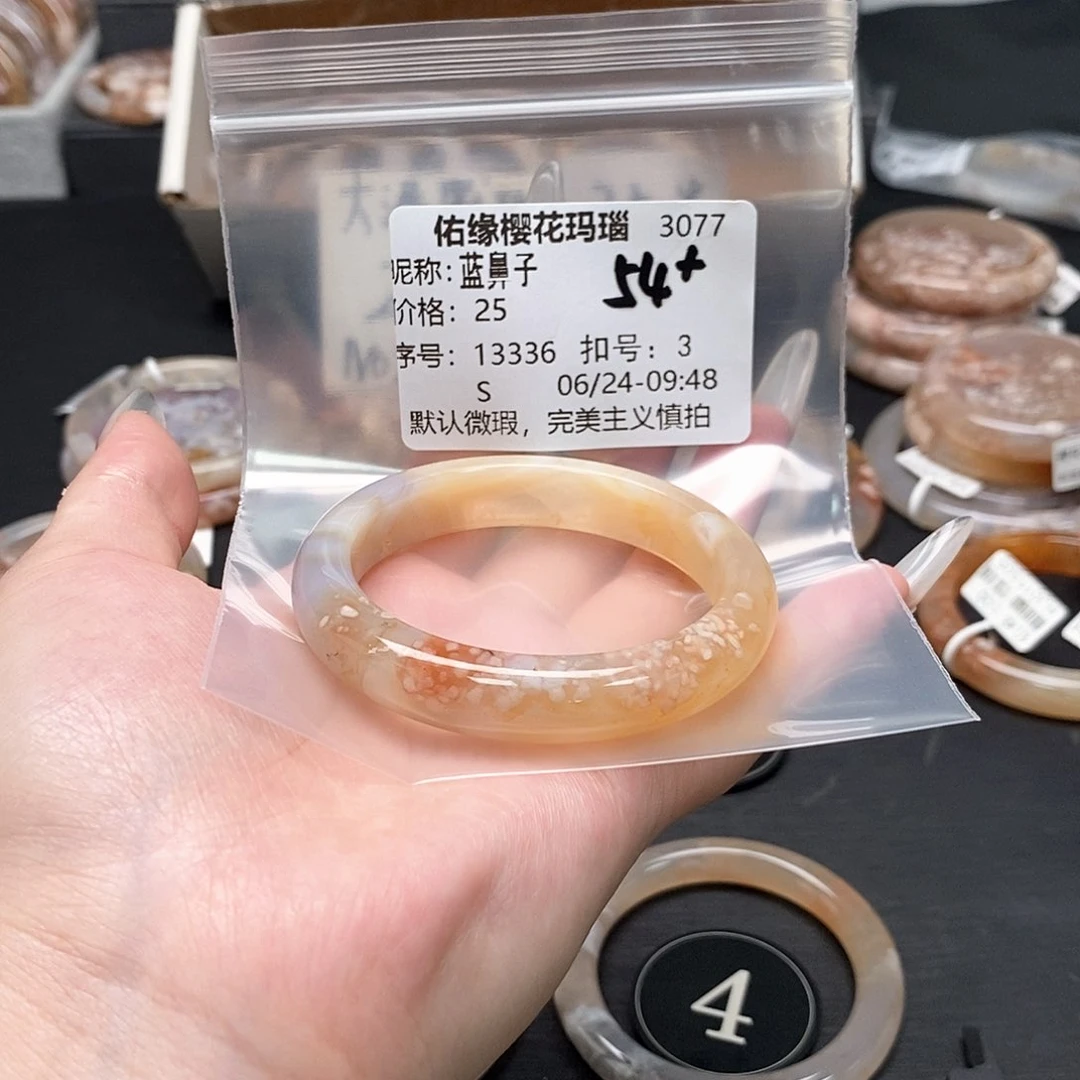 佑缘樱花玛瑙 3077
昵称：蓝鼻子 54+
价格：25
序号：13336 扣号：3
S 06/24-09:48
默认微瑕，完美主义慎拍
4